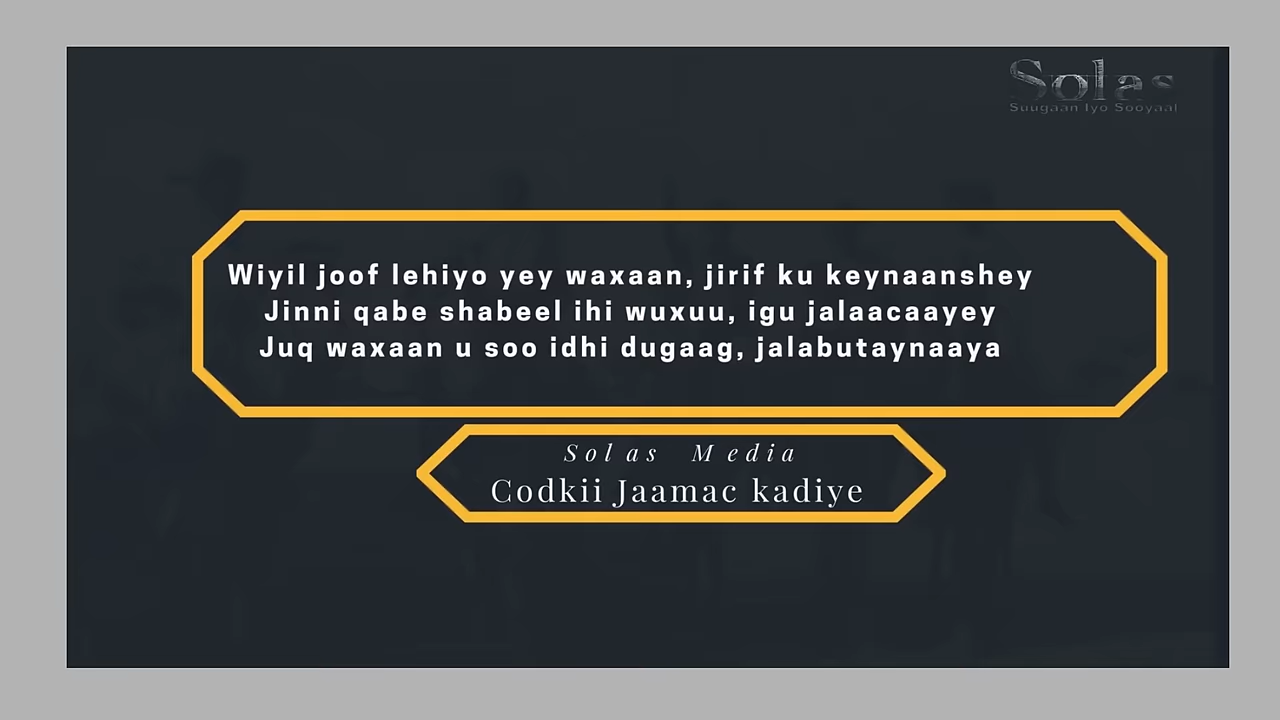 Solas
Suugaan Iyo Sooyaal
Wiyil joof lehiyo yey waxaan, jirif ku keynaanshey
Jinni qabe shabeel ihi wuxuu, igu jalaacaayey
Juq waxaan u soo idhi dugaag, jalabutaynaaya
Solas Media
Codkii Jaamac kadiye